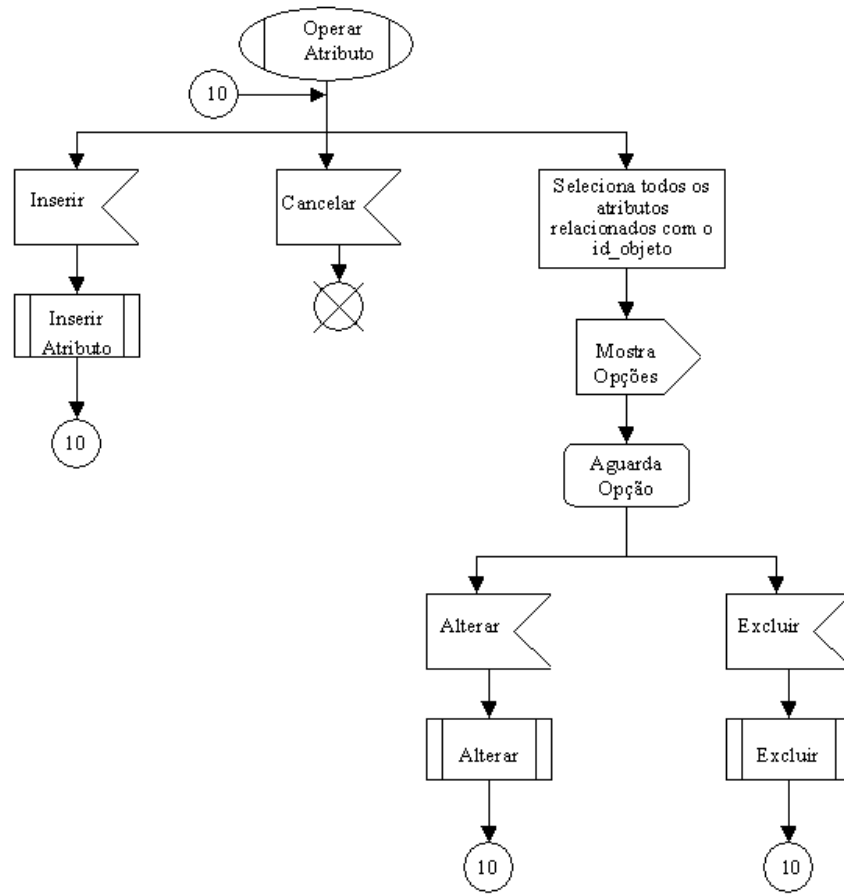 Operar
Atributo
10
Inserir
Cancelar
Seleciona todos os
atributos
relacionados com o
id_objeto
Inserir
Atributo
Mostra
Opções
10
Aguarda
Opção
Alterar
Excluir
Alterar
Excluir
10
10